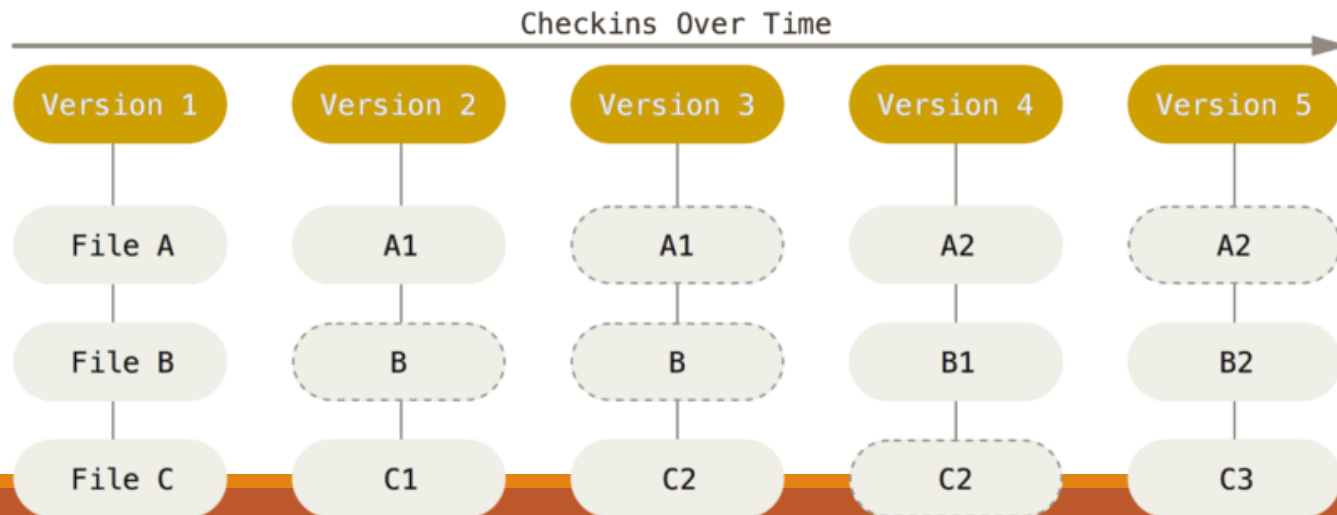 Checkins Over Time
Version 1 Version 2 Version 3 Version 4 Version 5
File A A1 A1 A2 A2
File B B B B1 B2
File C C1 C2 C2 C3